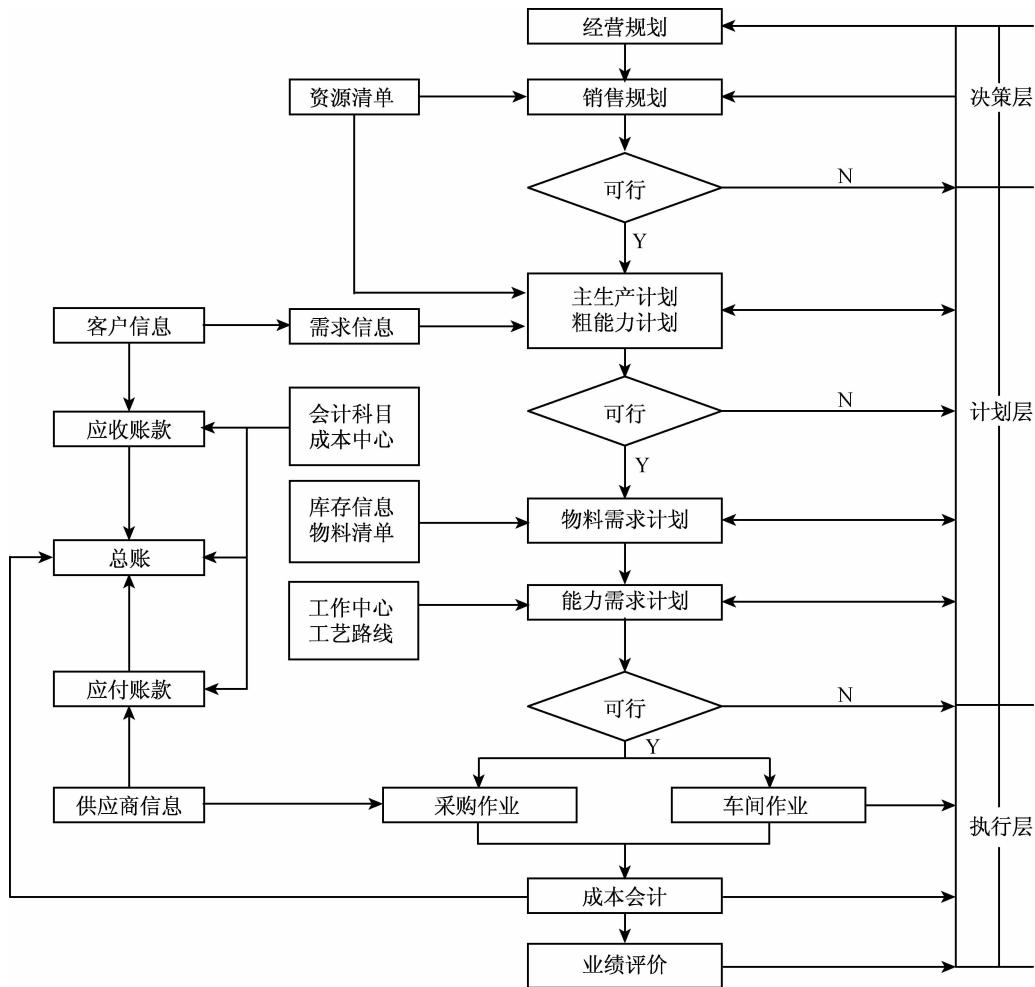 经营规划
资源清单
销售规划
决策层
可行
N
Y
主生产计划
粗能力计划
客户信息
需求信息
可行
N
计划层
会计科目
成本中心
应收账款
Y
库存信息
物料清单
物料需求计划
总账
工作中心
工艺路线
能力需求计划
应付账款
可行
N
Y
供应商信息
采购作业
车间作业
执行层
成本会计
业绩评价